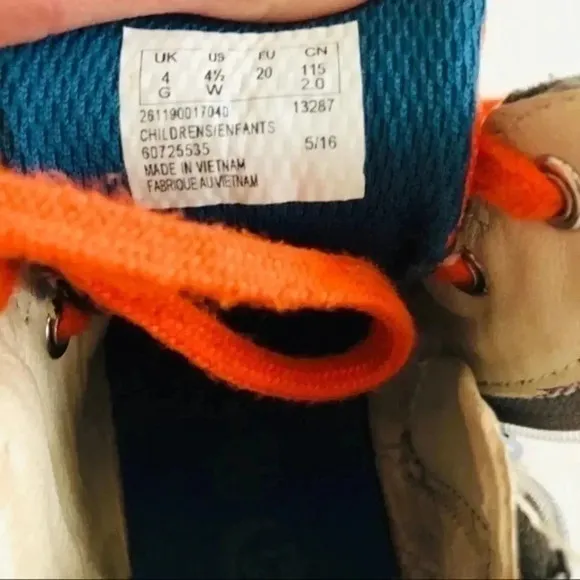 UK US EU CN
4 4½ 20 115
G W 2.0
261190017040 13287
CHILDRENS/ENFANTS
60725535 5/16
MADE IN VIETNAM
FABRIQUE AU VIETNAM